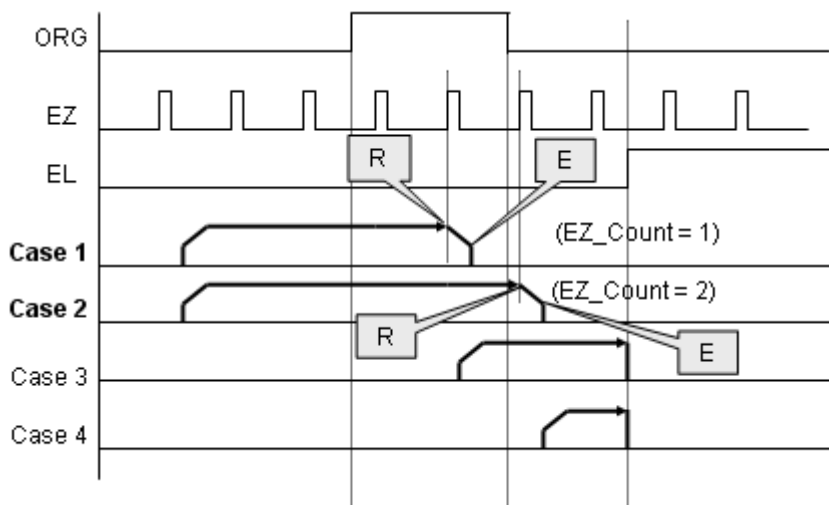 ORG
EZ
R
E
EL
(EZ_Count = 1)
Case 1
(EZ_Count = 2)
Case 2
R
E
Case 3
Case 4